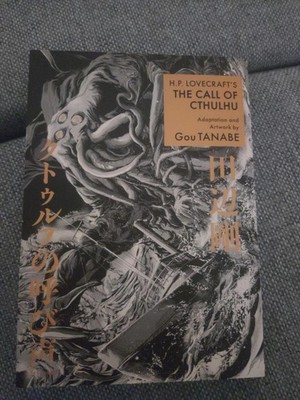 H.P. LOVECRAFT'S
THE CALL OF
CTHULHU
Adaptation and
Artwork by
Gou TANABE
田辺剛
クトゥルフの呼び声